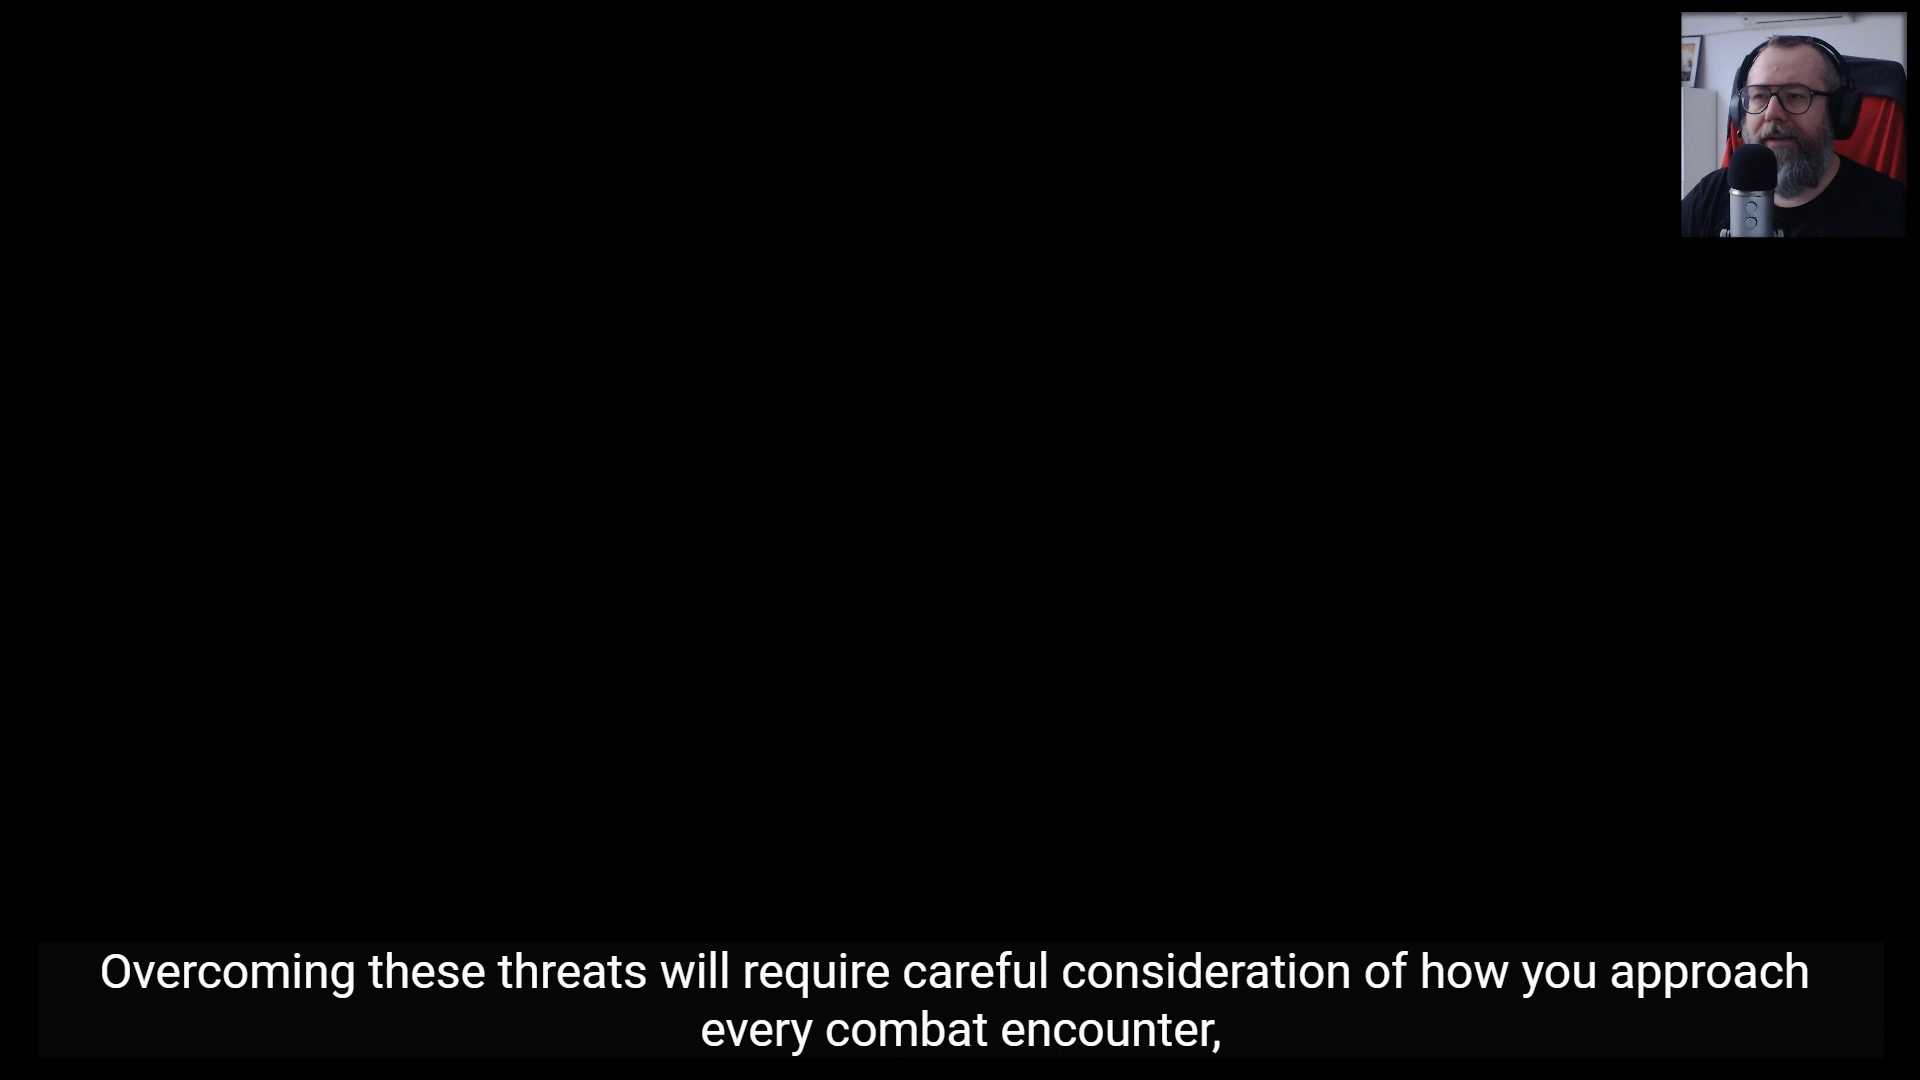 Overcoming these threats will require careful consideration of how you approach
every combat encounter,